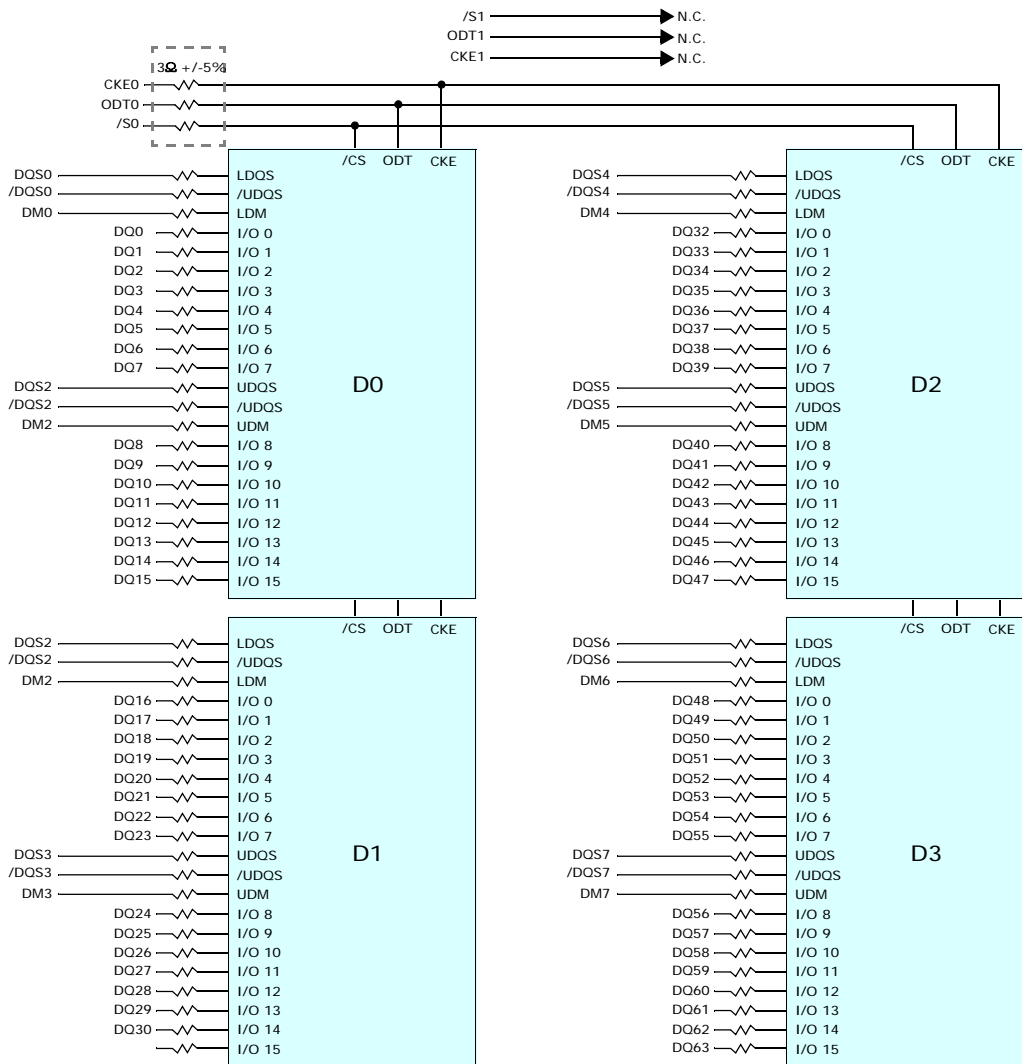 /S1 N.C.
ODT1 N.C.
CKE1 N.C.
3Ω +/-5%
CKE0
ODT0
/S0
/CS ODT CKE
DQS0 LDQS
/DQS0 /UDQS
DM0 LDM
DQ0 I/O 0
DQ1 I/O 1
DQ2 I/O 2
DQ3 I/O 3
DQ4 I/O 4
DQ5 I/O 5
DQ6 I/O 6
DQ7 I/O 7
DQS2 UDQS
/DQS2 /UDQS
DM2 UDM
DQ8 I/O 8
DQ9 I/O 9
DQ10 I/O 10
DQ11 I/O 11
DQ12 I/O 12
DQ13 I/O 13
DQ14 I/O 14
DQ15 I/O 15
D0
/CS ODT CKE
DQS4 LDQS
/DQS4 /UDQS
DM4 LDM
DQ32 I/O 0
DQ33 I/O 1
DQ34 I/O 2
DQ35 I/O 3
DQ36 I/O 4
DQ37 I/O 5
DQ38 I/O 6
DQ39 I/O 7
DQS5 UDQS
/DQS5 /UDQS
DM5 UDM
DQ40 I/O 8
DQ41 I/O 9
DQ42 I/O 10
DQ43 I/O 11
DQ44 I/O 12
DQ45 I/O 13
DQ46 I/O 14
DQ47 I/O 15
D2
/CS ODT CKE
DQS2 LDQS
/DQS2 /UDQS
DM2 LDM
DQ16 I/O 0
DQ17 I/O 1
DQ18 I/O 2
DQ19 I/O 3
DQ20 I/O 4
DQ21 I/O 5
DQ22 I/O 6
DQ23 I/O 7
DQS3 UDQS
/DQS3 /UDQS
DM3 UDM
DQ24 I/O 8
DQ25 I/O 9
DQ26 I/O 10
DQ27 I/O 11
DQ28 I/O 12
DQ29 I/O 13
DQ30 I/O 14
I/O 15
D1
/CS ODT CKE
DQS6 LDQS
/DQS6 /UDQS
DM6 LDM
DQ48 I/O 0
DQ49 I/O 1
DQ50 I/O 2
DQ51 I/O 3
DQ52 I/O 4
DQ53 I/O 5
DQ54 I/O 6
DQ55 I/O 7
DQS7 UDQS
/DQS7 /UDQS
DM7 UDM
DQ56 I/O 8
DQ57 I/O 9
DQ58 I/O 10
DQ59 I/O 11
DQ60 I/O 12
DQ61 I/O 13
DQ62 I/O 14
DQ63 I/O 15
D3